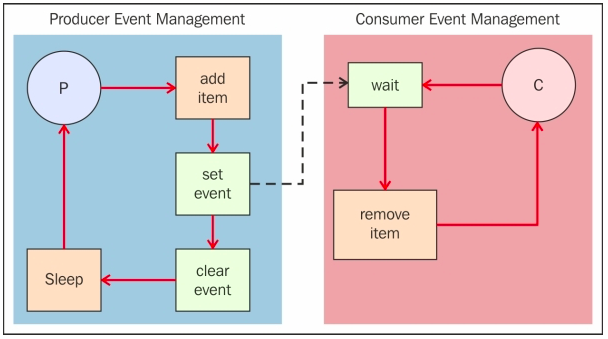 Producer Event Management
Consumer Event Management
P
add
item
set
event
clear
event
Sleep
wait
C
remove
item